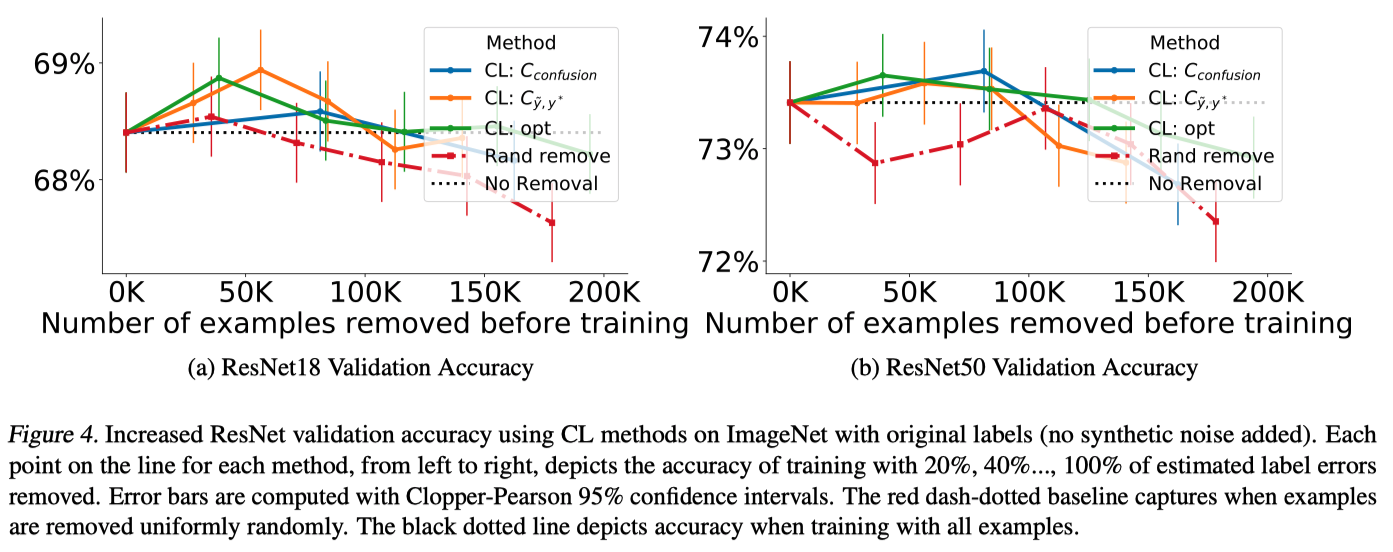 69%
68%
0K 50K 100K 150K 200K
Number of examples removed before training
Method
CL: C_confusion
CL: C_ỹ,y*
CL: opt
Rand remove
No Removal
(a) ResNet18 Validation Accuracy
74%
73%
72%
0K 50K 100K 150K 200K
Number of examples removed before training
Method
CL: C_confusion
CL: C_ỹ,y*
CL: opt
Rand remove
No Removal
(b) ResNet50 Validation Accuracy
Figure 4. Increased ResNet validation accuracy using CL methods on ImageNet with original labels (no synthetic noise added). Each
point on the line for each method, from left to right, depicts the accuracy of training with 20%, 40%..., 100% of estimated label errors
removed. Error bars are computed with Clopper-Pearson 95% confidence intervals. The red dash-dotted baseline captures when examples
are removed uniformly randomly. The black dotted line depicts accuracy when training with all examples.